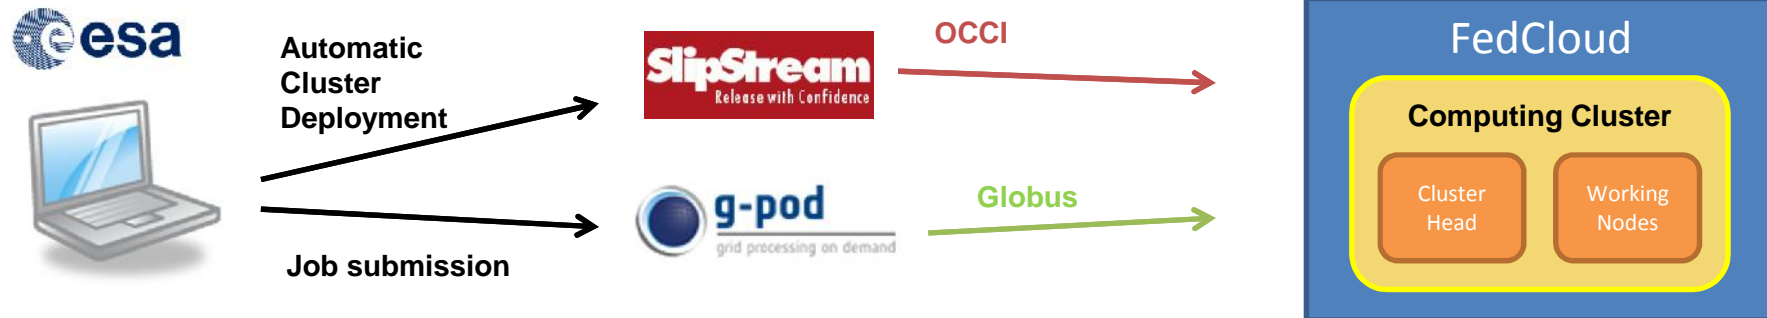 esa
Automatic
Cluster
Deployment
Job submission
SlipStream
Release with Confidence
g-pod
grid processing on demand
OCCI
Globus
FedCloud
Computing Cluster
Cluster
Head
Working
Nodes